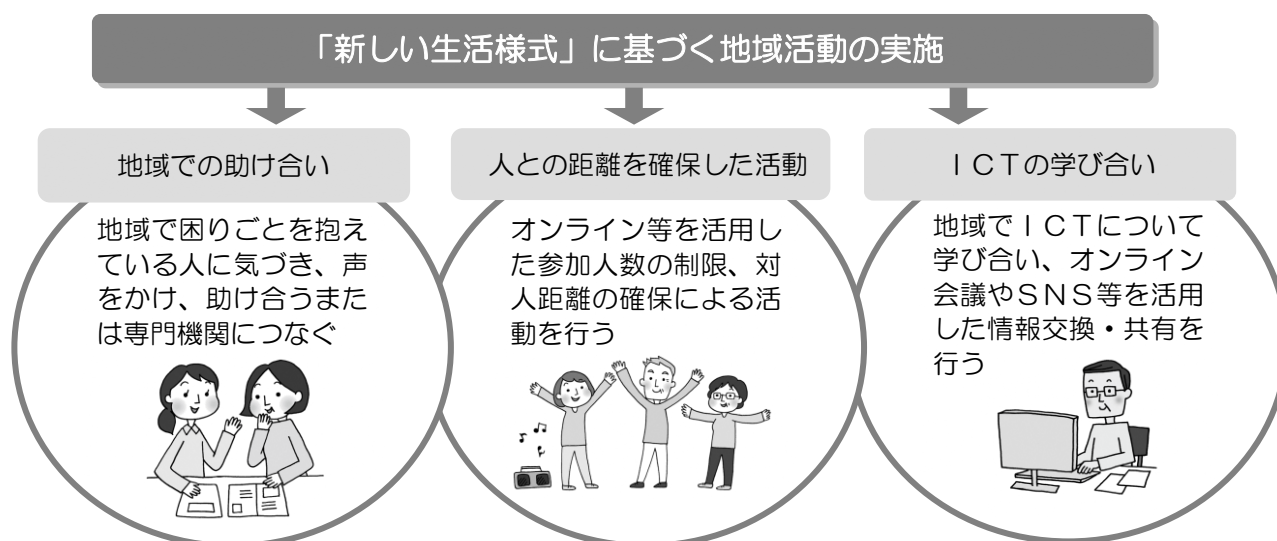 「新しい生活様式」に基づく地域活動の実施
地域での助け合い
地域で困りごとを抱え
ている人に気づき、声
をかけ、助け合うまた
は専門機関につなぐ
人との距離を確保した活動
オンライン等を活用し
た参加人数の制限、対
人距離の確保による活
動を行う
ＩＣＴの学び合い
地域でＩＣＴについて
学び合い、オンライン
会議やＳＮＳ等を活用
した情報交換・共有を
行う